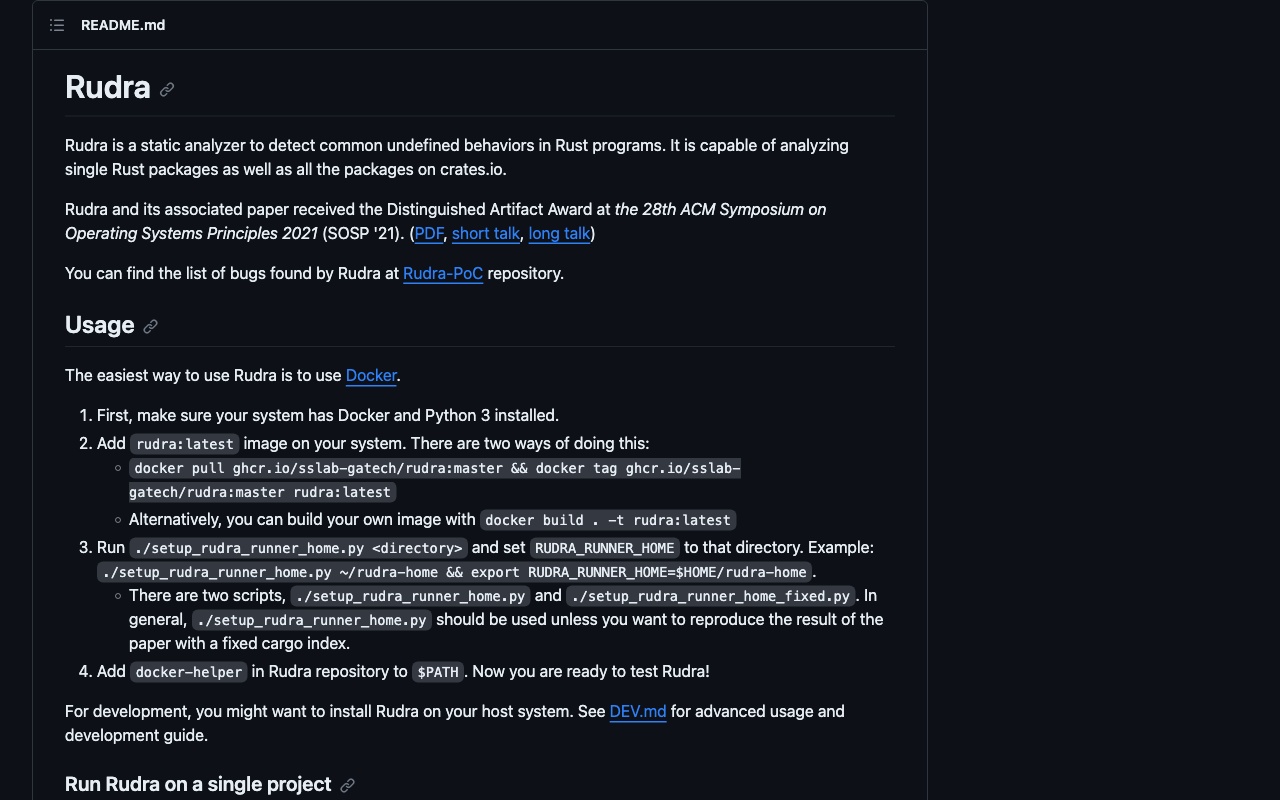 README.md
Rudra
Rudra is a static analyzer to detect common undefined behaviors in Rust programs. It is capable of analyzing
single Rust packages as well as all the packages on crates.io.
Rudra and its associated paper received the Distinguished Artifact Award at the 28th ACM Symposium on
Operating Systems Principles 2021 (SOSP '21). (PDF, short talk, long talk)
You can find the list of bugs found by Rudra at Rudra-PoC repository.
Usage
The easiest way to use Rudra is to use Docker.
1. First, make sure your system has Docker and Python 3 installed.
2. Add rudra:latest image on your system. There are two ways of doing this:
◦ docker pull ghcr.io/sslab-gatech/rudra:master && docker tag ghcr.io/sslab-
gatech/rudra:master rudra:latest
◦ Alternatively, you can build your own image with docker build . -t rudra:latest
3. Run ./setup_rudra_runner_home.py <directory> and set RUDRA_RUNNER_HOME to that directory. Example:
./setup_rudra_runner_home.py ~/rudra-home && export RUDRA_RUNNER_HOME=$HOME/rudra-home.
◦ There are two scripts, ./setup_rudra_runner_home.py and ./setup_rudra_runner_home_fixed.py. In
general, ./setup_rudra_runner_home.py should be used unless you want to reproduce the result of the
paper with a fixed cargo index.
4. Add docker-helper in Rudra repository to $PATH. Now you are ready to test Rudra!
For development, you might want to install Rudra on your host system. See DEV.md for advanced usage and
development guide.
Run Rudra on a single project